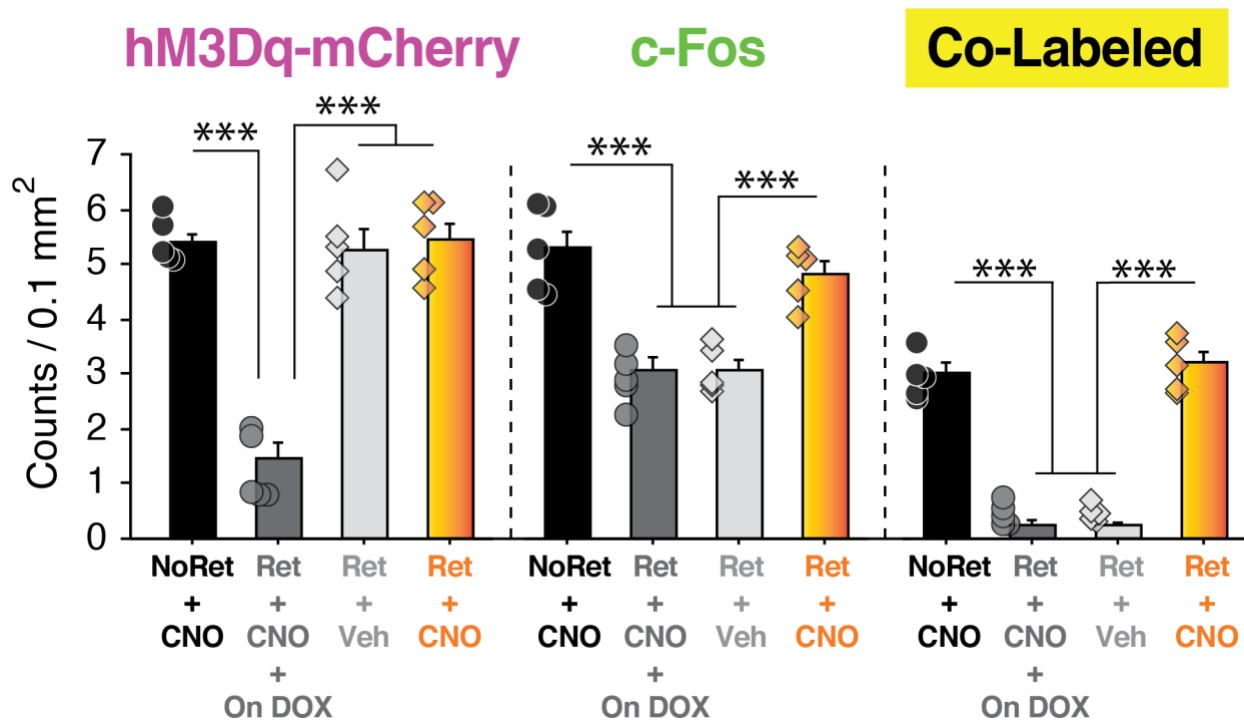 hM3Dq-mCherry c-Fos Co-Labeled
*** *** *** *** *** ***
Counts / 0.1 mm²
7
6
5
4
3
2
1
0
NoRet + CNO
Ret + CNO + On DOX
Ret + Veh
Ret + CNO
NoRet + CNO
Ret + CNO + On DOX
Ret + Veh
Ret + CNO
NoRet + CNO
Ret + CNO + On DOX
Ret + Veh
Ret + CNO